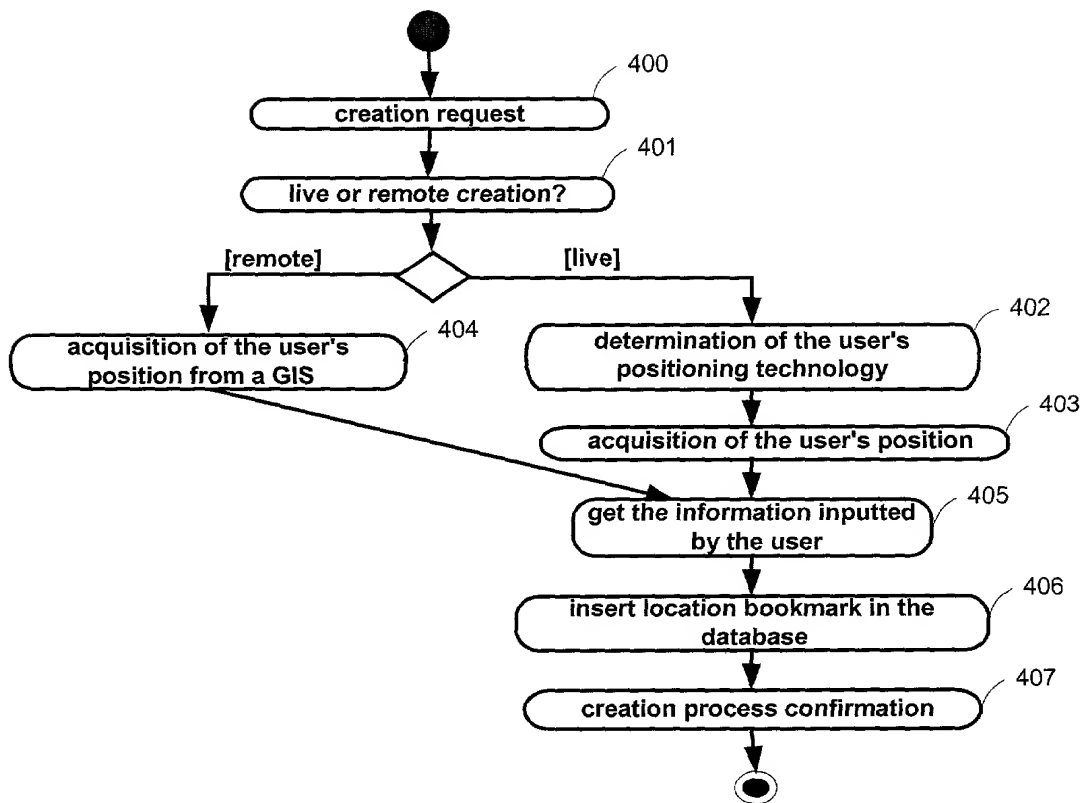 400
creation request
401
live or remote creation?
[remote]
[live]
404
acquisition of the user's
position from a GIS
402
determination of the user's
positioning technology
403
acquisition of the user's position
405
get the information inputted
by the user
406
insert location bookmark in the
database
407
creation process confirmation